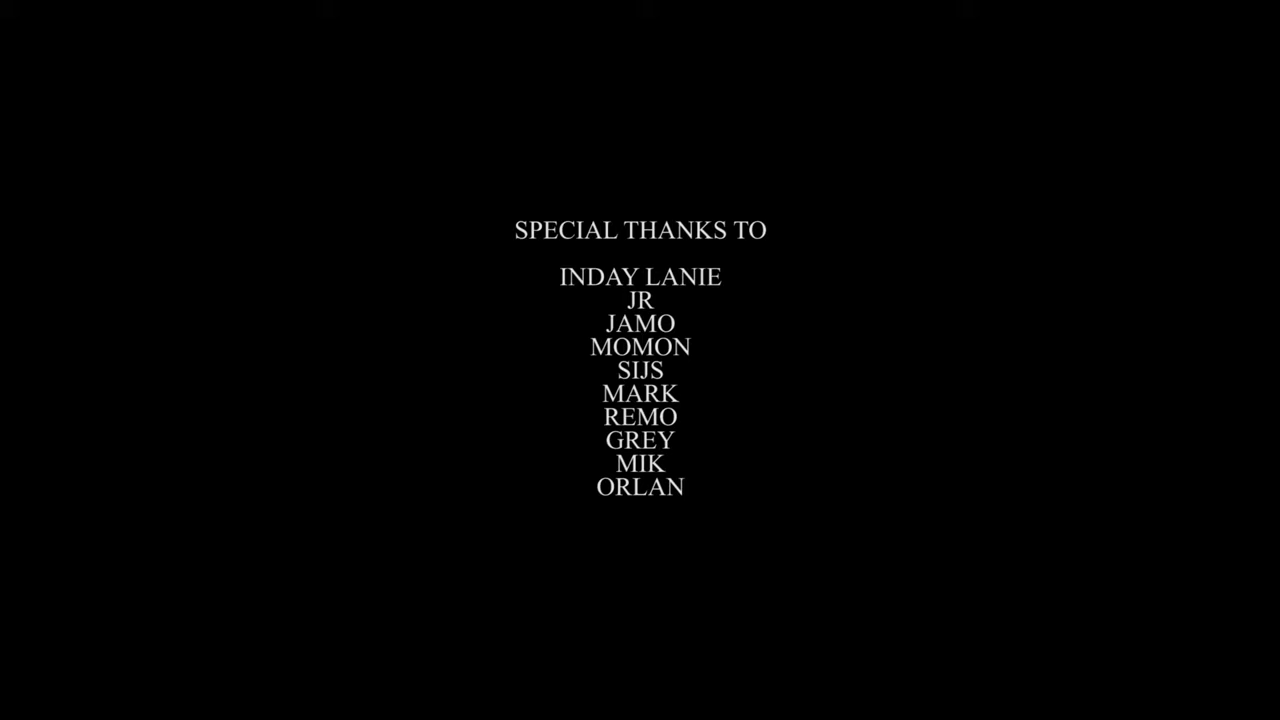 SPECIAL THANKS TO
INDAY LANIE
JR
JAMO
MOMON
SIJS
MARK
REMO
GREY
MIK
ORLAN